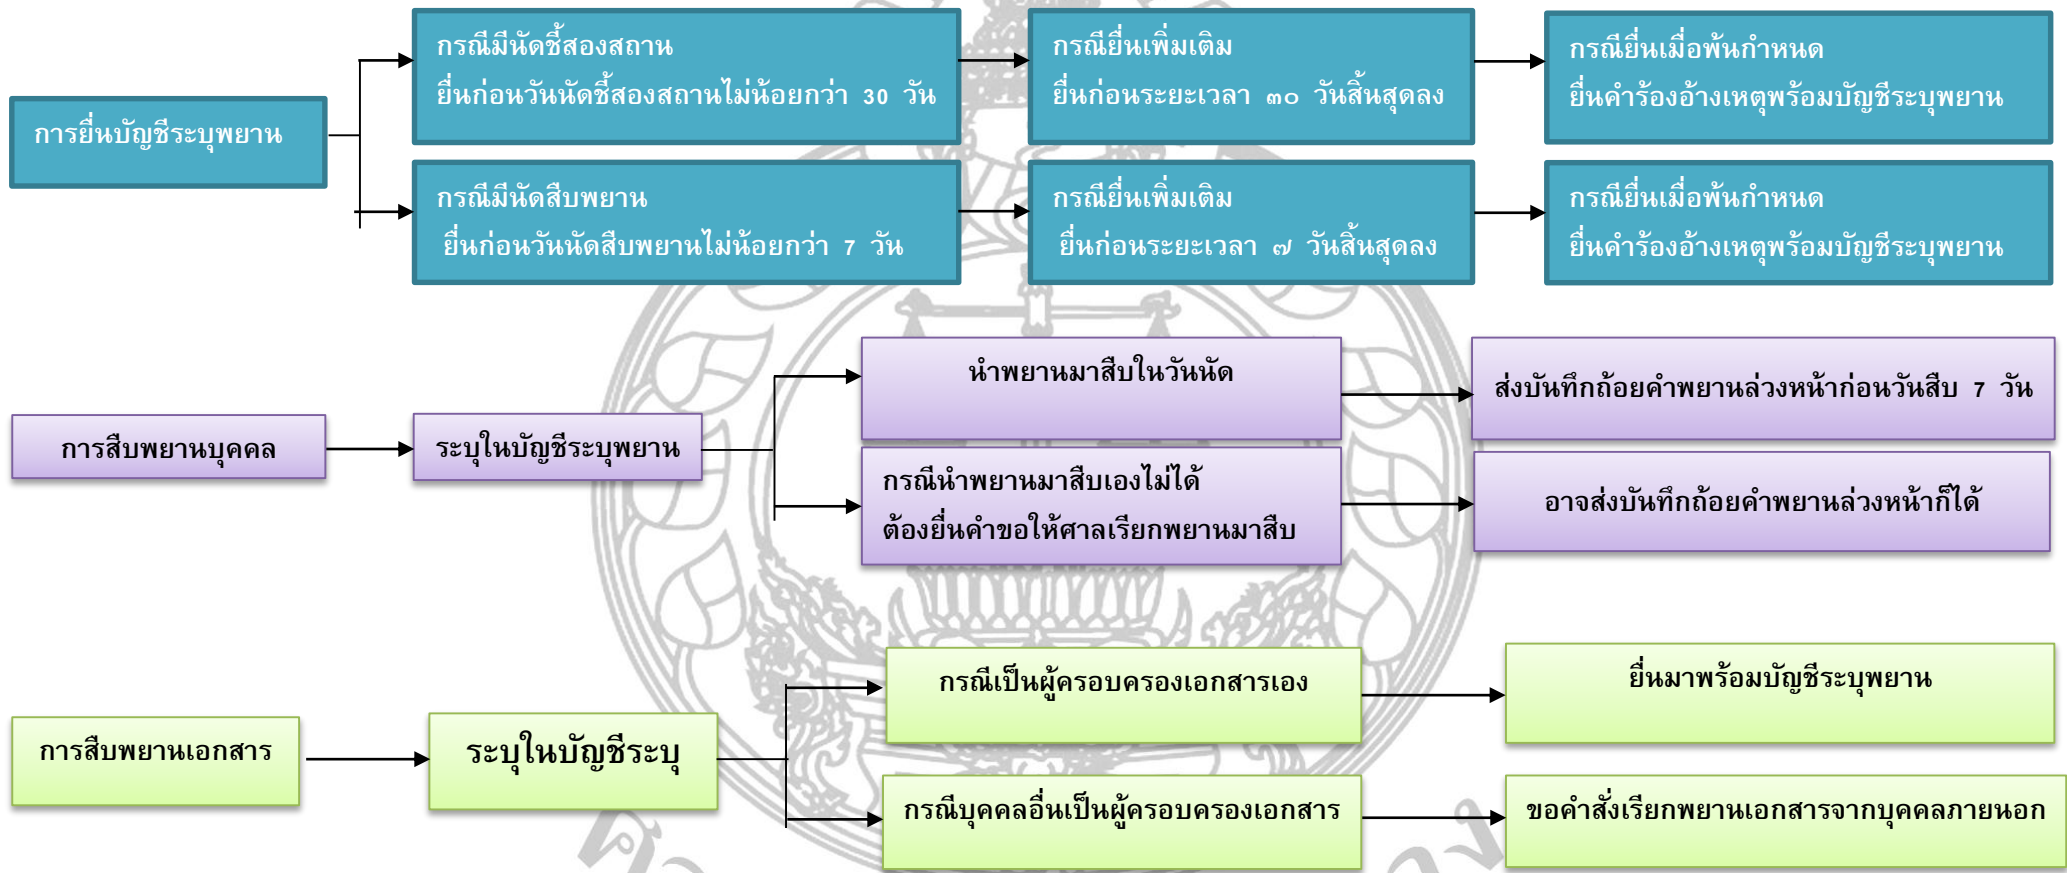 การยื่นบัญชีระบุพยาน
กรณีมีนัดชี้สองสถาน
ยื่นก่อนวันนัดชี้สองสถานไม่น้อยกว่า 30 วัน
กรณียื่นเพิ่มเติม
ยื่นก่อนระยะเวลา ๓๐ วันสิ้นสุดลง
กรณียื่นเมื่อพ้นกำหนด
ยื่นคำร้องอ้างเหตุพร้อมบัญชีระบุพยาน
กรณีมีนัดสืบพยาน
ยื่นก่อนวันนัดสืบพยานไม่น้อยกว่า 7 วัน
กรณียื่นเพิ่มเติม
ยื่นก่อนระยะเวลา ๗ วันสิ้นสุดลง
กรณียื่นเมื่อพ้นกำหนด
ยื่นคำร้องอ้างเหตุพร้อมบัญชีระบุพยาน
การสืบพยานบุคคล
ระบุในบัญชีระบุพยาน
นำพยานมาสืบในวันนัด
ส่งบันทึกถ้อยคำพยานล่วงหน้าก่อนวันสืบ 7 วัน
กรณีนำพยานมาสืบเองไม่ได้
ต้องยื่นคำขอให้ศาลเรียกพยานมาสืบ
อาจส่งบันทึกถ้อยคำพยานล่วงหน้าก็ได้
การสืบพยานเอกสาร
ระบุในบัญชีระบุ
กรณีเป็นผู้ครอบครองเอกสารเอง
ยื่นมาพร้อมบัญชีระบุพยาน
กรณีบุคคลอื่นเป็นผู้ครอบครองเอกสาร
ขอคำสั่งเรียกพยานเอกสารจากบุคคลภายนอก